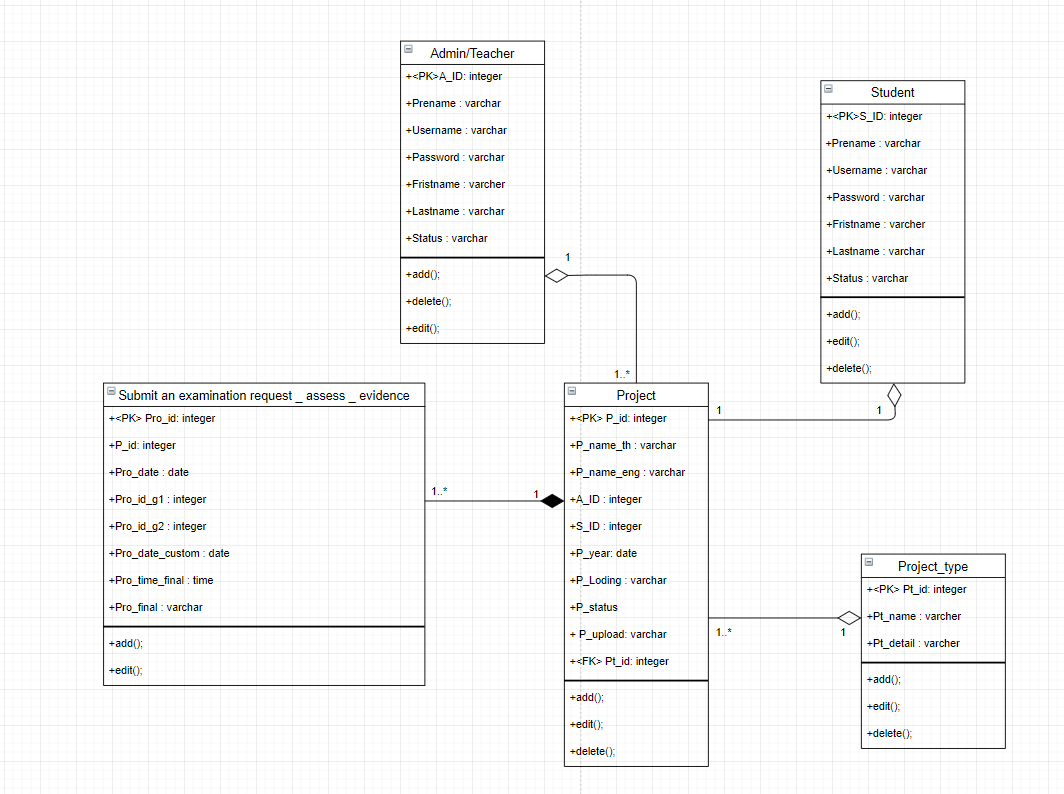 Admin/Teacher
+<PK>A_ID: integer
+Prename : varchar
+Username : varchar
+Password : varchar
+Fristname : varcher
+Lastname : varchar
+Status : varchar
+add();
+delete();
+edit();
1
1..*
Student
+<PK>S_ID: integer
+Prename : varchar
+Username : varchar
+Password : varchar
+Fristname : varcher
+Lastname : varchar
+Status : varchar
+add();
+edit();
+delete();
1
1
Submit an examination request _ assess _ evidence
+<PK> Pro_id: integer
+P_id: integer
+Pro_date : date
+Pro_id_g1 : integer
+Pro_id_g2 : integer
+Pro_date_custom : date
+Pro_time_final : time
+Pro_final : varchar
+add();
+edit();
1..*
1
Project
+<PK> P_id: integer
+P_name_th : varchar
+P_name_eng : varchar
+A_ID : integer
+S_ID : integer
+P_year: date
+P_Loding : varchar
+P_status
+ P_upload: varchar
+<FK> Pt_id: integer
+add();
+edit();
+delete();
1..*
1
Project_type
+<PK> Pt_id: integer
+Pt_name : varcher
+Pt_detail : varcher
+add();
+edit();
+delete();